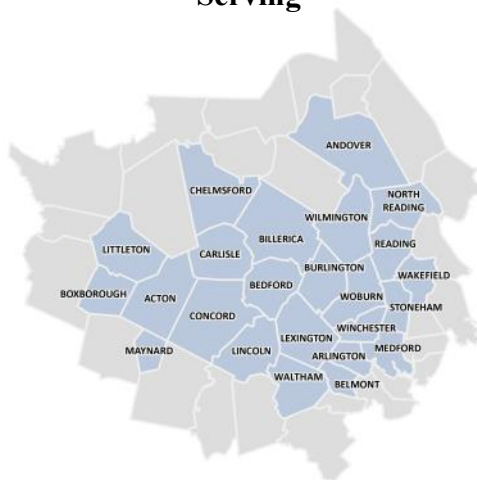 Serving
ANDOVER
CHELMSFORD
NORTH
READING
WILMINGTON
BILLERICA
READING
LITTLETON
CARLISLE
BURLINGTON
WAKEFIELD
BEDFORD
BOXBOROUGH
ACTON
WOBURN
STONEHAM
CONCORD
WINCHESTER
LEXINGTON
MEDFORD
MAYNARD
LINCOLN
ARLINGTON
WALTHAM
BELMONT